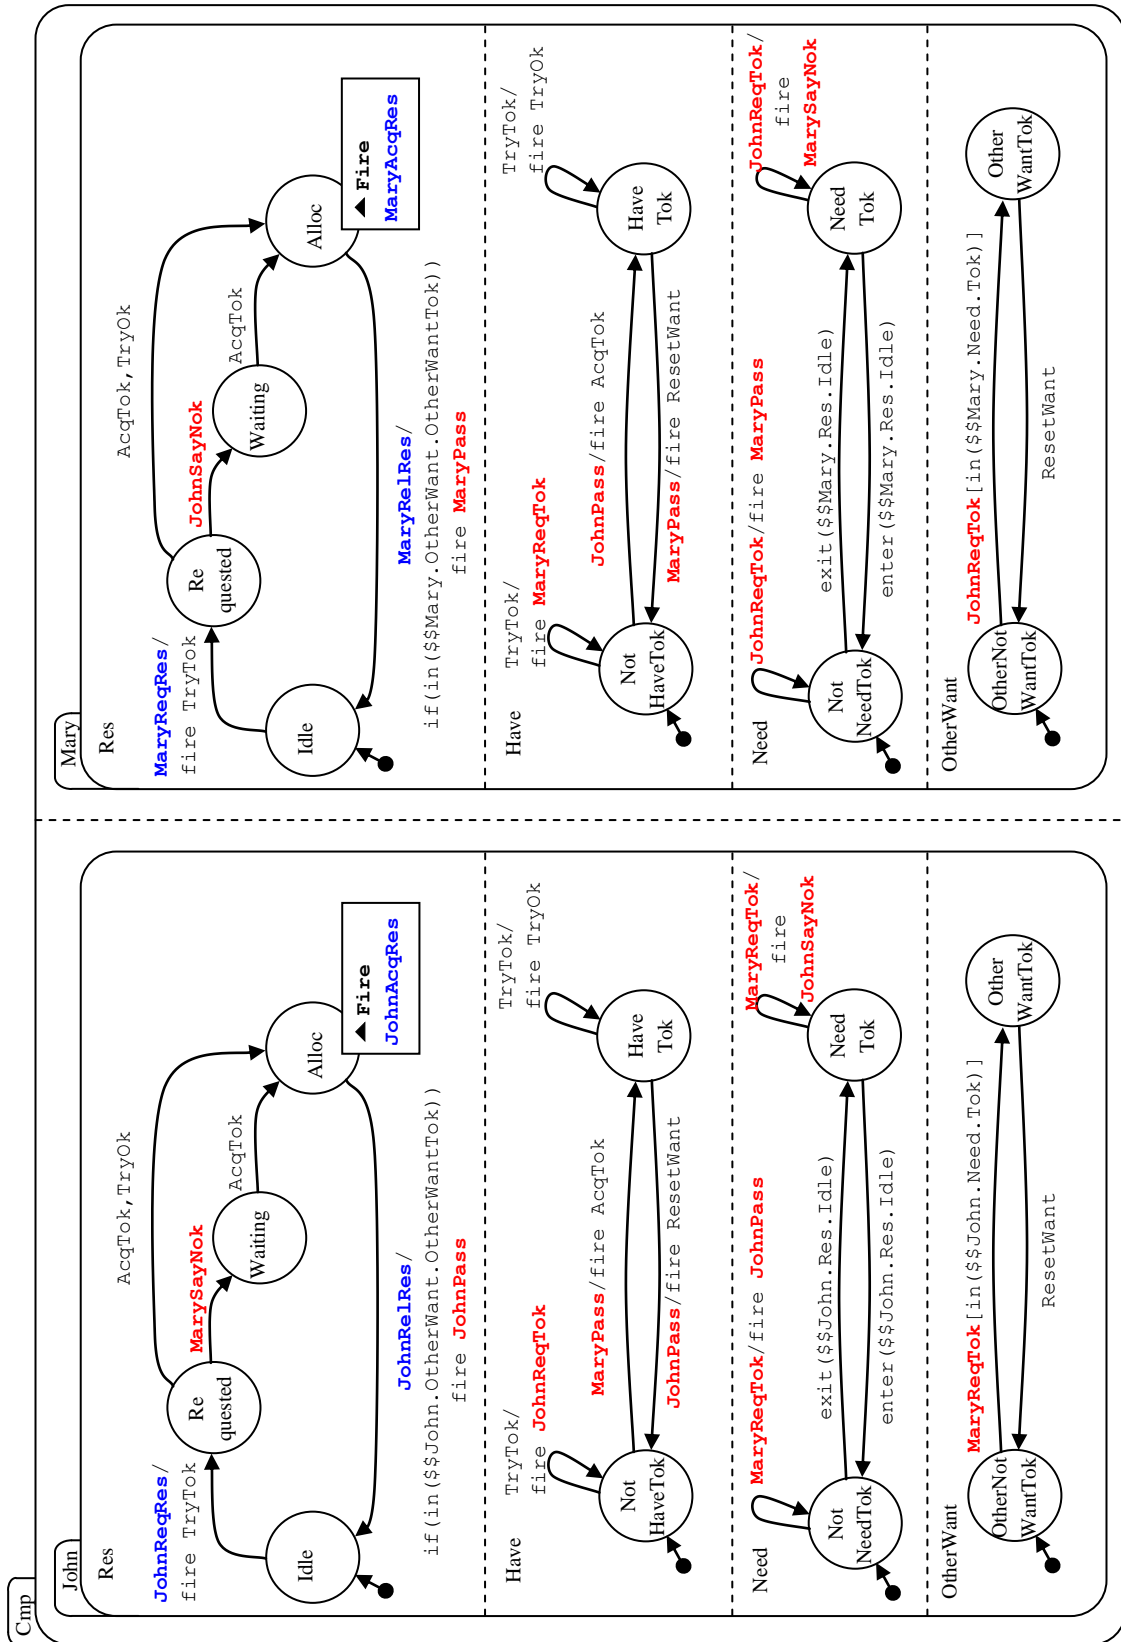 Cmp
John
Res
JohnReqRes/
fire TryTok
Idle
Re
quested
MarySayNok
Waiting
AcqTok
AcqTok,TryOk
Alloc
▲ Fire
JohnAcqRes
JohnRelRes/
if(in($$John.OtherWant.OtherWantTok))
fire JohnPass
Have
TryTok/
fire JohnReqTok
Not
HaveTok
MaryPass/fire AcqTok
JohnPass/fire ResetWant
Have
Tok
TryTok/
fire TryOk
Need
MaryReqTok/fire JohnPass
Not
NeedTok
exit($$John.Res.Idle)
enter($$John.Res.Idle)
Need
Tok
MaryReqTok/
fire
JohnSayNok
OtherWant
OtherNot
WantTok
MaryReqTok[in($$John.Need.Tok)]
ResetWant
Other
WantTok
Mary
Res
MaryReqRes/
fire TryTok
Idle
Re
quested
JohnSayNok
Waiting
AcqTok
AcqTok,TryOk
Alloc
▲ Fire
MaryAcqRes
MaryRelRes/
if(in($$Mary.OtherWant.OtherWantTok))
fire MaryPass
Have
TryTok/
fire MaryReqTok
Not
HaveTok
JohnPass/fire AcqTok
MaryPass/fire ResetWant
Have
Tok
TryTok/
fire TryOk
Need
JohnReqTok/fire MaryPass
Not
NeedTok
exit($$Mary.Res.Idle)
enter($$Mary.Res.Idle)
Need
Tok
JohnReqTok/
fire
MarySayNok
OtherWant
OtherNot
WantTok
JohnReqTok[in($$Mary.Need.Tok)]
ResetWant
Other
WantTok